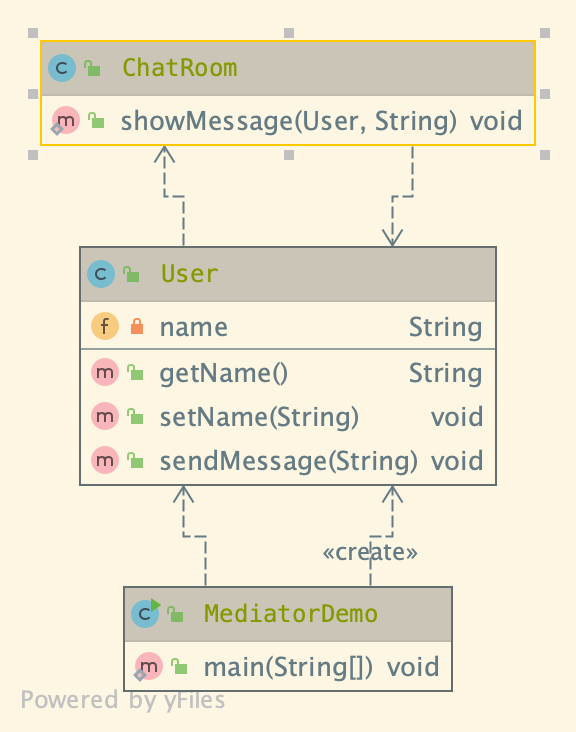 C ChatRoom
m showMessage(User, String) void
C User
f name String
m getName() String
m setName(String) void
m sendMessage(String) void
«create»
C MediatorDemo
m main(String[]) void
Powered by yFiles